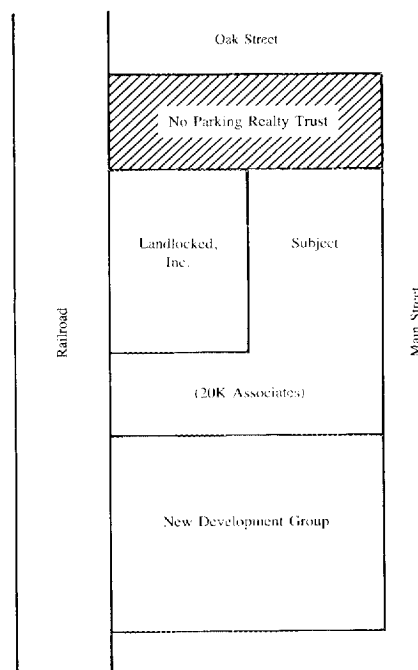 Oak Street
No Parking Realty Trust
Landlocked,
Inc.
Subject
Railroad
Main Street
(20K Associates)
New Development Group